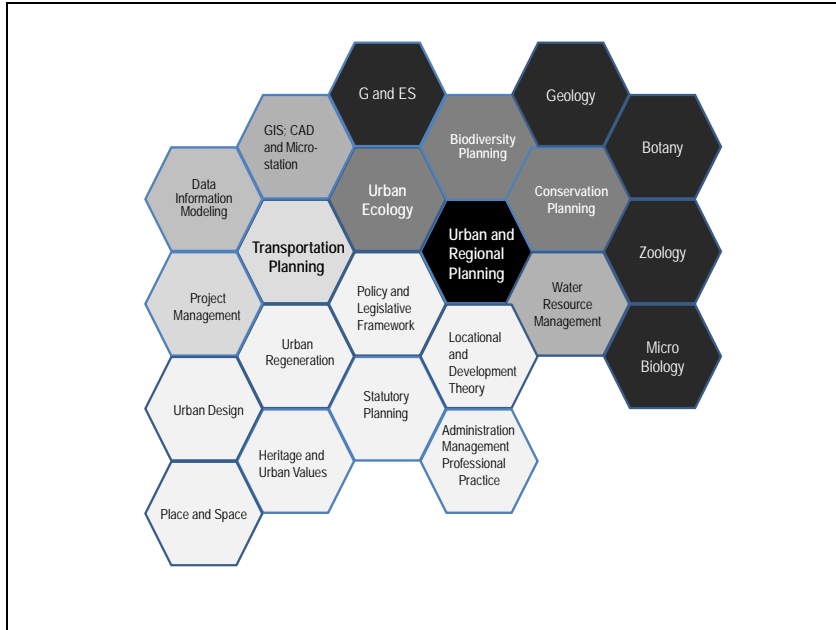 G and ES
Geology
GIS; CAD
and Micro-
station
Biodiversity
Planning
Botany
Data
Information
Modeling
Urban
Ecology
Conservation
Planning
Transportation
Planning
Urban and
Regional
Planning
Zoology
Project
Management
Policy and
Legislative
Framework
Water
Resource
Management
Urban
Regeneration
Locational
and
Development
Theory
Micro
Biology
Urban Design
Statutory
Planning
Heritage and
Urban Values
Administration
Management
Professional
Practice
Place and Space